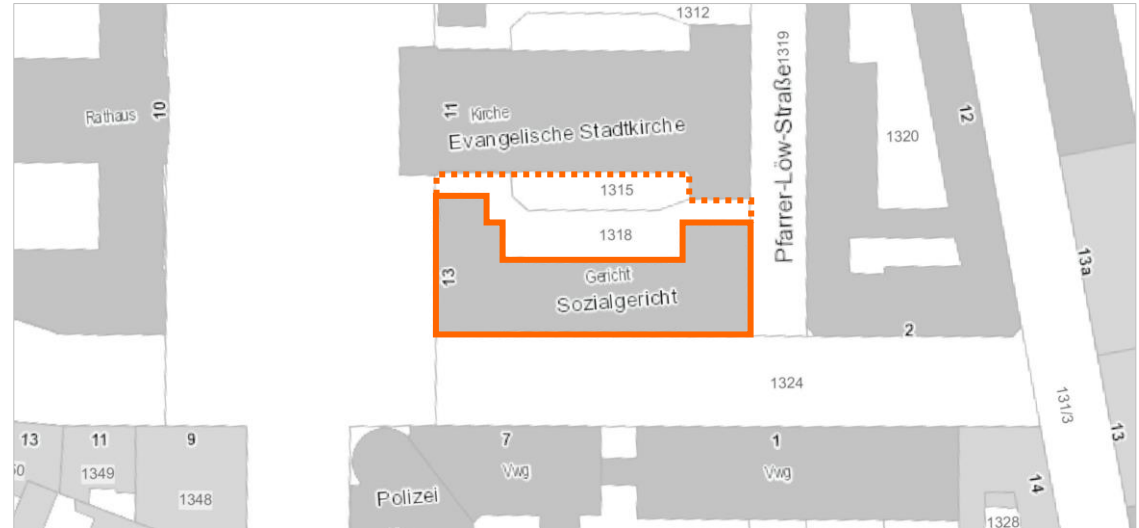 1312
Pfarrer-Löw-Straße
1319
Rathaus
10
11
Kirche
Evangelische Stadtkirche
1320
12
1315
1318
13
Gericht
Sozialgericht
13a
2
1324
131/3
13
13
11
9
7
1
1349
Vwg
Vwg
14
1348
Polizei
1328